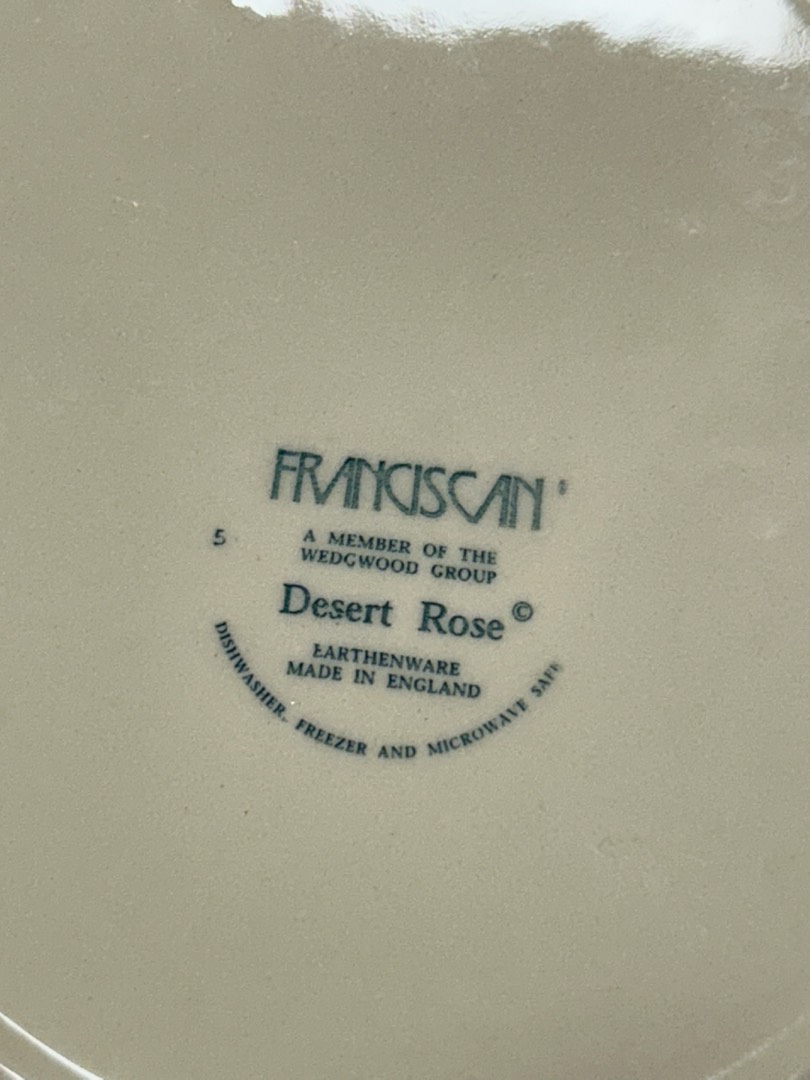 FRANCISCAN®
5
A MEMBER OF THE
WEDGWOOD GROUP
Desert Rose©
EARTHENWARE
MADE IN ENGLAND
DISHWASHER, FREEZER AND MICROWAVE SAFE